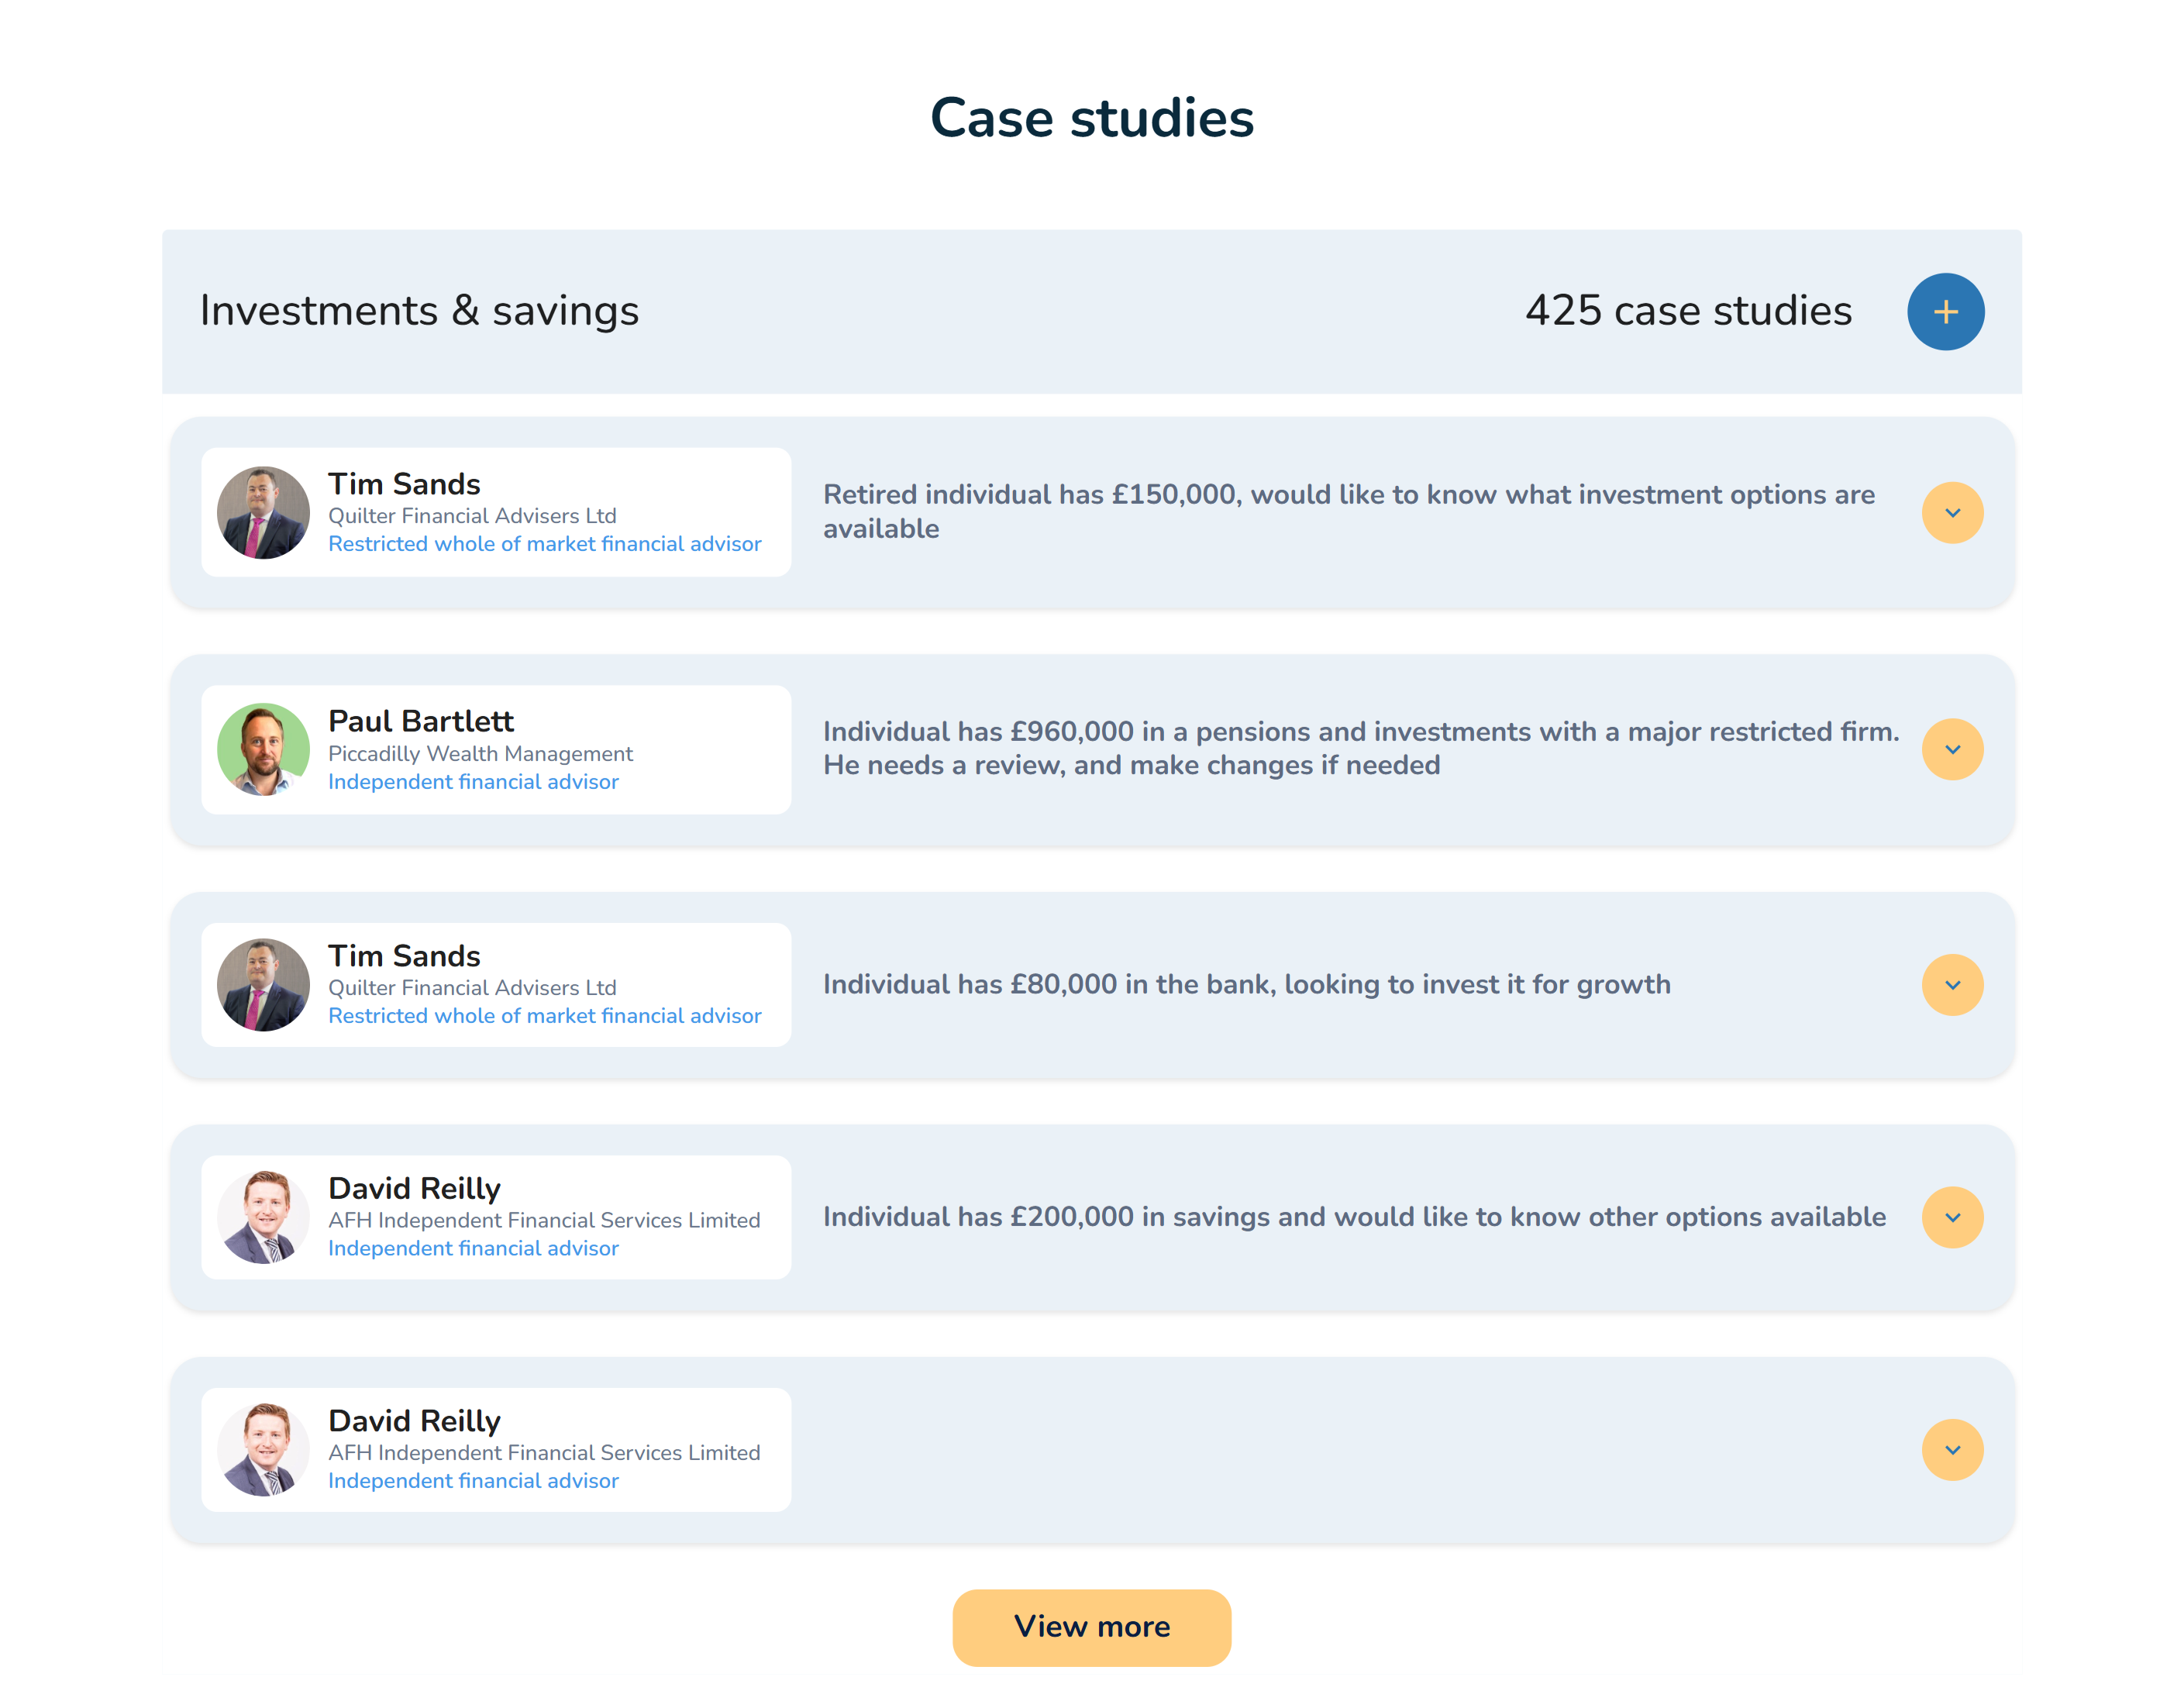 Case studies
Investments & savings
425 case studies
Tim Sands
Quilter Financial Advisers Ltd
Restricted whole of market financial advisor
Retired individual has £150,000, would like to know what investment options are
available
Paul Bartlett
Piccadilly Wealth Management
Independent financial advisor
Individual has £960,000 in a pensions and investments with a major restricted firm.
He needs a review, and make changes if needed
Tim Sands
Quilter Financial Advisers Ltd
Restricted whole of market financial advisor
Individual has £80,000 in the bank, looking to invest it for growth
David Reilly
AFH Independent Financial Services Limited
Independent financial advisor
Individual has £200,000 in savings and would like to know other options available
David Reilly
AFH Independent Financial Services Limited
Independent financial advisor
View more